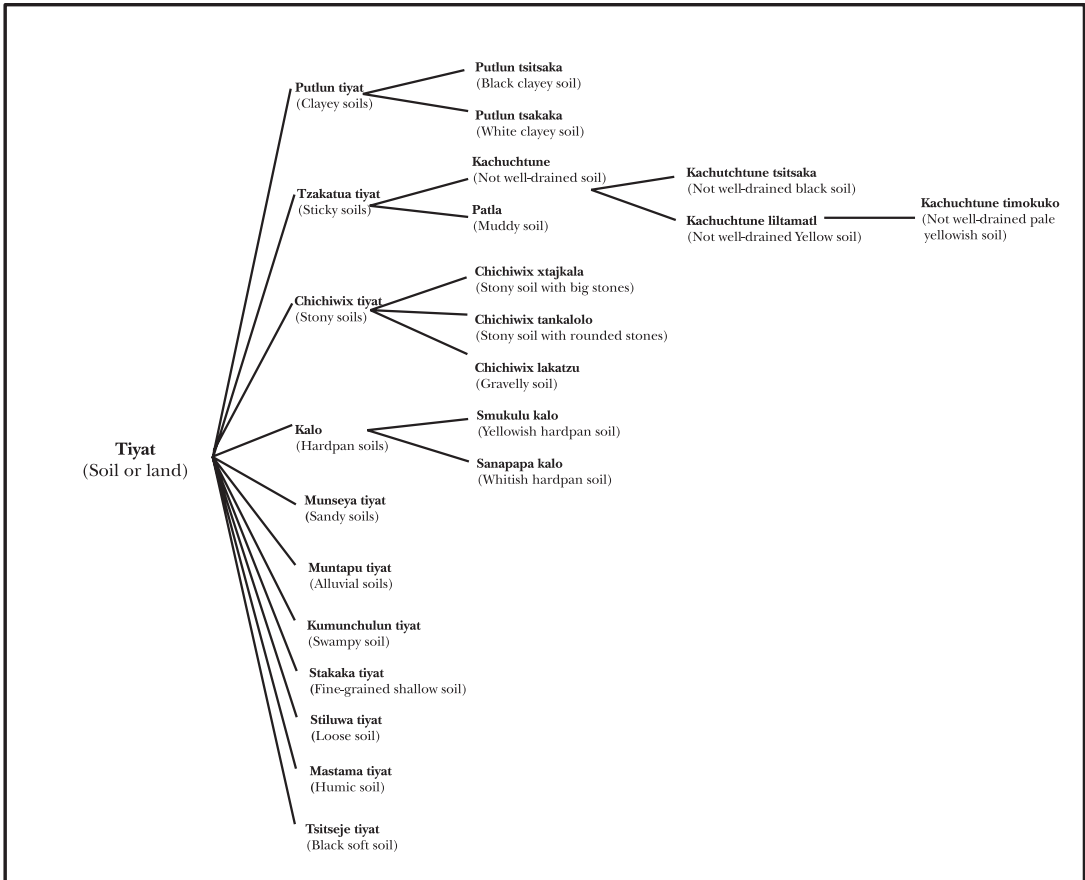 Tiyat
(Soil or land)
Putlun tiyat
(Clayey soils)
Putlun tsitsaka
(Black clayey soil)
Putlun tsakaka
(White clayey soil)
Tzakatua tiyat
(Sticky soils)
Kachuchtune
(Not well-drained soil)
Kachutchtune tsitsaka
(Not well-drained black soil)
Kachuchtune liltamatl
(Not well-drained Yellow soil)
Kachuchtune timokuko
(Not well-drained pale
yellowish soil)
Patla
(Muddy soil)
Chichiwix tiyat
(Stony soils)
Chichiwix xtajkala
(Stony soil with big stones)
Chichiwix tankalolo
(Stony soil with rounded stones)
Chichiwix lakatzu
(Gravelly soil)
Kalo
(Hardpan soils)
Smukulu kalo
(Yellowish hardpan soil)
Sanapapa kalo
(Whitish hardpan soil)
Munseya tiyat
(Sandy soils)
Muntapu tiyat
(Alluvial soils)
Kumunchulun tiyat
(Swampy soil)
Stakaka tiyat
(Fine-grained shallow soil)
Stiluwa tiyat
(Loose soil)
Mastama tiyat
(Humic soil)
Tsitseje tiyat
(Black soft soil)